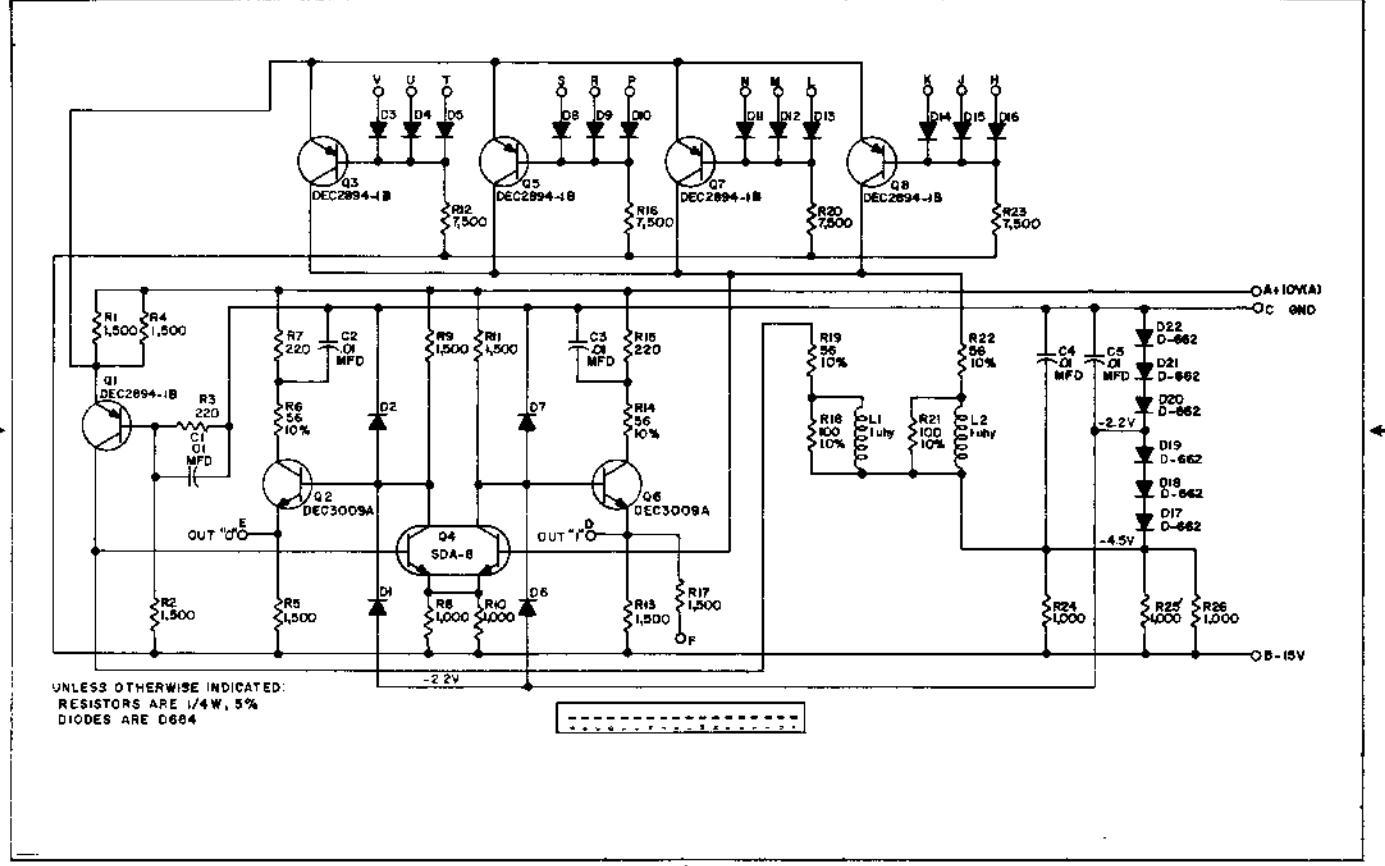 V U T S R P N M L K J H
D3 D4 D5 D8 D9 D10 D11 D12 D13 D14 D15 D16
Q3
DEC2894-1B
Q5
DEC2894-1B
Q7
DEC2894-1B
Q8
DEC2894-1B
R12
7,500
R16
7,500
R20
7,500
R23
7,500
A+10V(A)
C GND
R1
1,500
R4
1,500
R7
220
C2
.01
MFD
R9
1,500
R11
1,500
C3
.01
MFD
R15
220
R19
56
10%
R22
56
10%
C4
.01
MFD
C5
.01
MFD
D22
D-662
D21
D-662
D20
D-662
-2.2V
D19
D-662
D18
D-662
D17
D-662
-4.5V
Q1
DEC2894-1B
R3
220
C1
.01
MFD
R6
56
10%
D2
D7
R14
56
10%
R18
100
10%
L1
1uhy
R21
100
10%
L2
1uhy
Q2
DEC3009A
Q6
DEC3009A
OUT "0" E
Q4
SDA-8
OUT "1" D
R2
1,500
R5
1,500
D1
R8
1,000
R10
1,000
D6
R13
1,500
R17
1,500
F
R24
1,000
R25
1,000
R26
1,000
B-15V
-2.2V
UNLESS OTHERWISE INDICATED:
RESISTORS ARE 1/4W, 5%
DIODES ARE D664